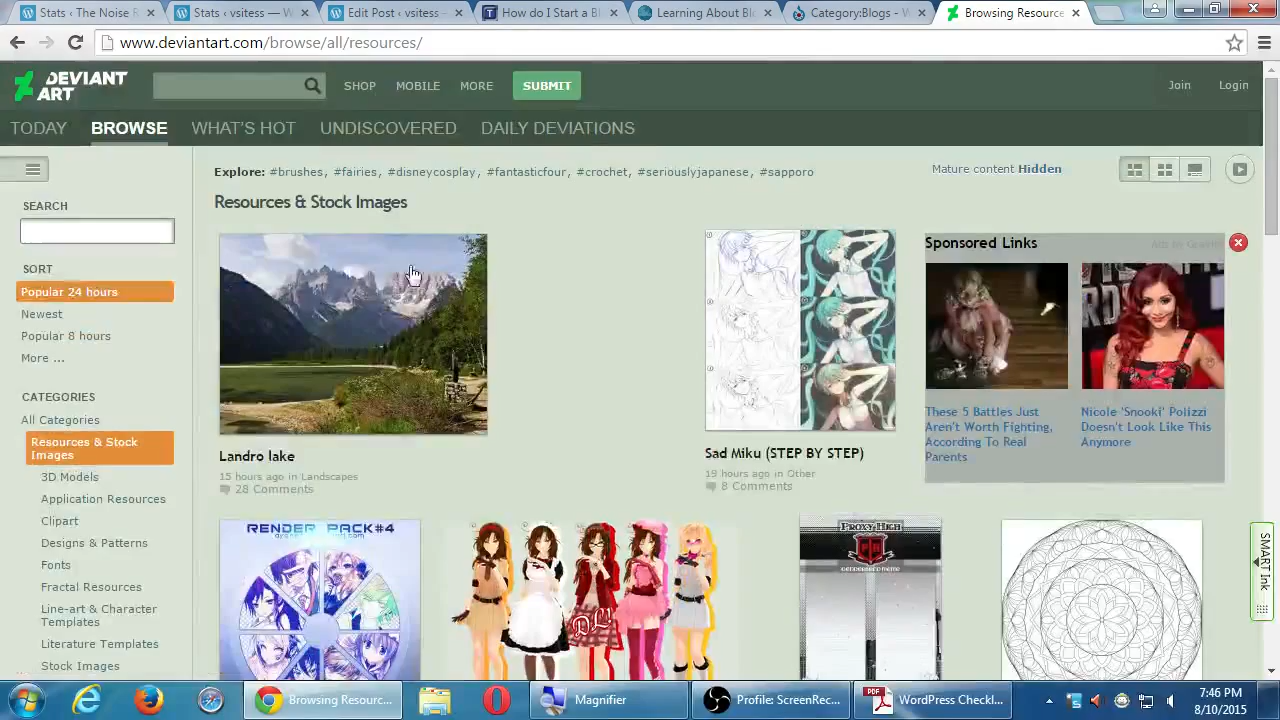 Stats ‹ The Noise R
Stats ‹ vsitess — W
Edit Post ‹ vsitess —
How do I Start a Bl
Learning About Blo
Category:Blogs - W
Browsing Resource
www.deviantart.com/browse/all/resources/
DEVIANT
ART
SHOP
MOBILE
MORE
SUBMIT
Join
Login
TODAY
BROWSE
WHAT'S HOT
UNDISCOVERED
DAILY DEVIATIONS
Explore: #brushes, #fairies, #disneycosplay, #fantasticfour, #crochet, #seriouslyjapanese, #sapporo
Mature content Hidden
SEARCH
SORT
Popular 24 hours
Newest
Popular 8 hours
More ...
CATEGORIES
All Categories
Resources & Stock
Images
3D Models
Application Resources
Clipart
Designs & Patterns
Fonts
Fractal Resources
Line-art & Character
Templates
Literature Templates
Stock Images
Resources & Stock Images
Landro lake
15 hours ago in Landscapes
28 Comments
Sad Miku (STEP BY STEP)
19 hours ago in Other
8 Comments
Sponsored Links
These 5 Battles Just
Aren't Worth Fighting,
According To Real
Parents
Nicole 'Snooki' Polizzi
Doesn't Look Like This
Anymore
RENDER PACK#4
DL!
PROXY HIGH
PH
SMART Ink
Browsing Resourc...
Magnifier
Profile: ScreenRec...
PDF
WordPress Checkl...
7:46 PM
8/10/2015